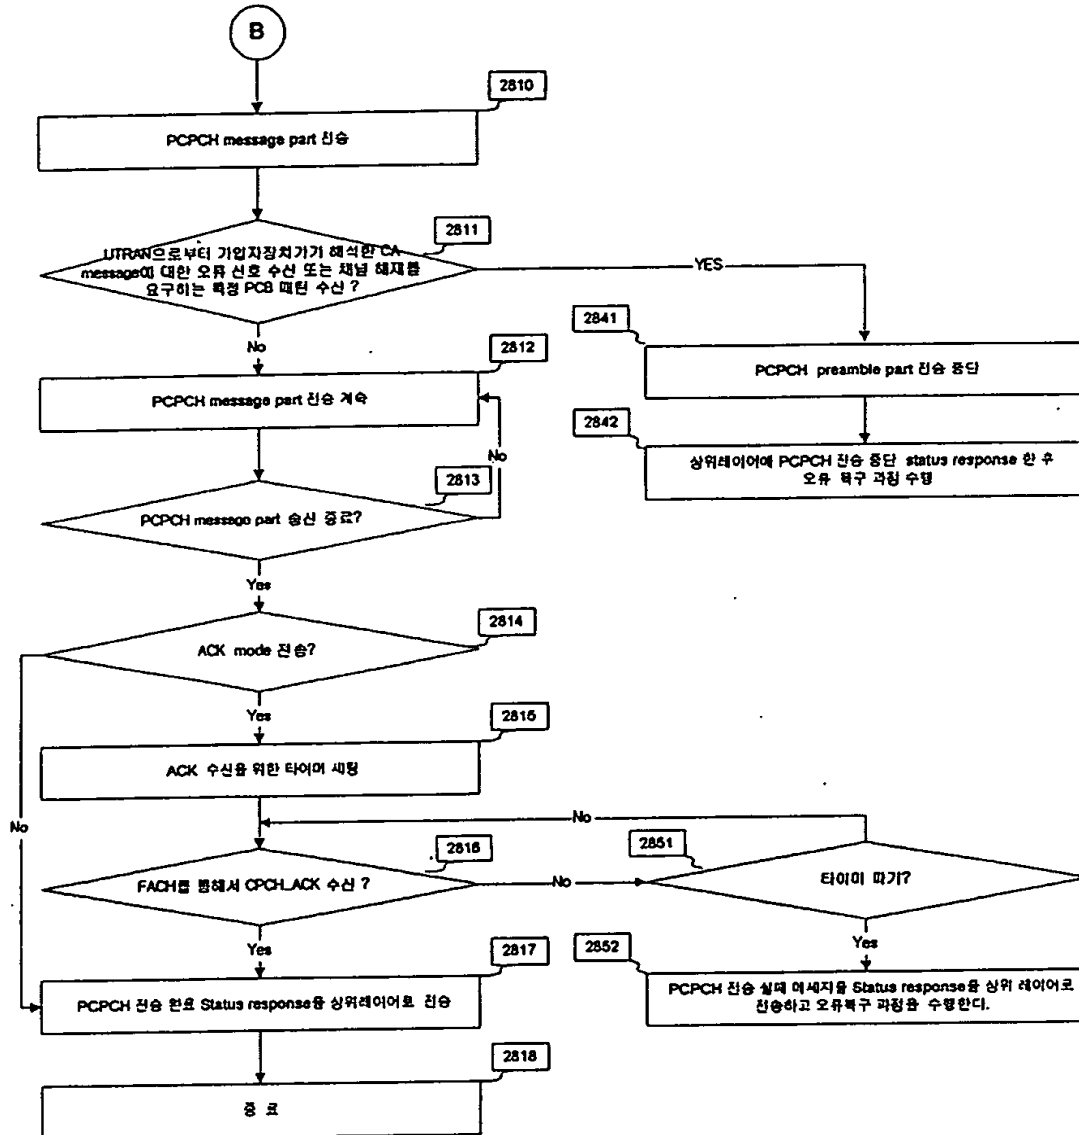 B
2810
PCPCH message part 전송
2811
UTRAN으로부터 가입자장치가가 해석한 CA
message에 대한 오류 신호 수신 또는 채널 해제를
요구하는 특정 PCB 패턴 수신 ?
YES
No
2812
PCPCH message part 전송 계속
No
2841
PCPCH preamble part 전송 중단
2842
상위레이어에 PCPCH 전송 중단 status response 한 후
오류 복구 과정 수행
2813
PCPCH message part 송신 종료?
Yes
2814
ACK mode 전송?
Yes
No
2815
ACK 수신을 위한 타이머 세팅
No
2816
FACH를 통해서 CPCH_ACK 수신 ?
No
2851
타이머 만기?
Yes
Yes
2817
PCPCH 전송 완료 Status response을 상위레이어로 전송
2852
PCPCH 전송 실패 메세지을 Status response을 상위 레이어로
전송하고 오류복구 과정을 수행한다.
2818
종 료